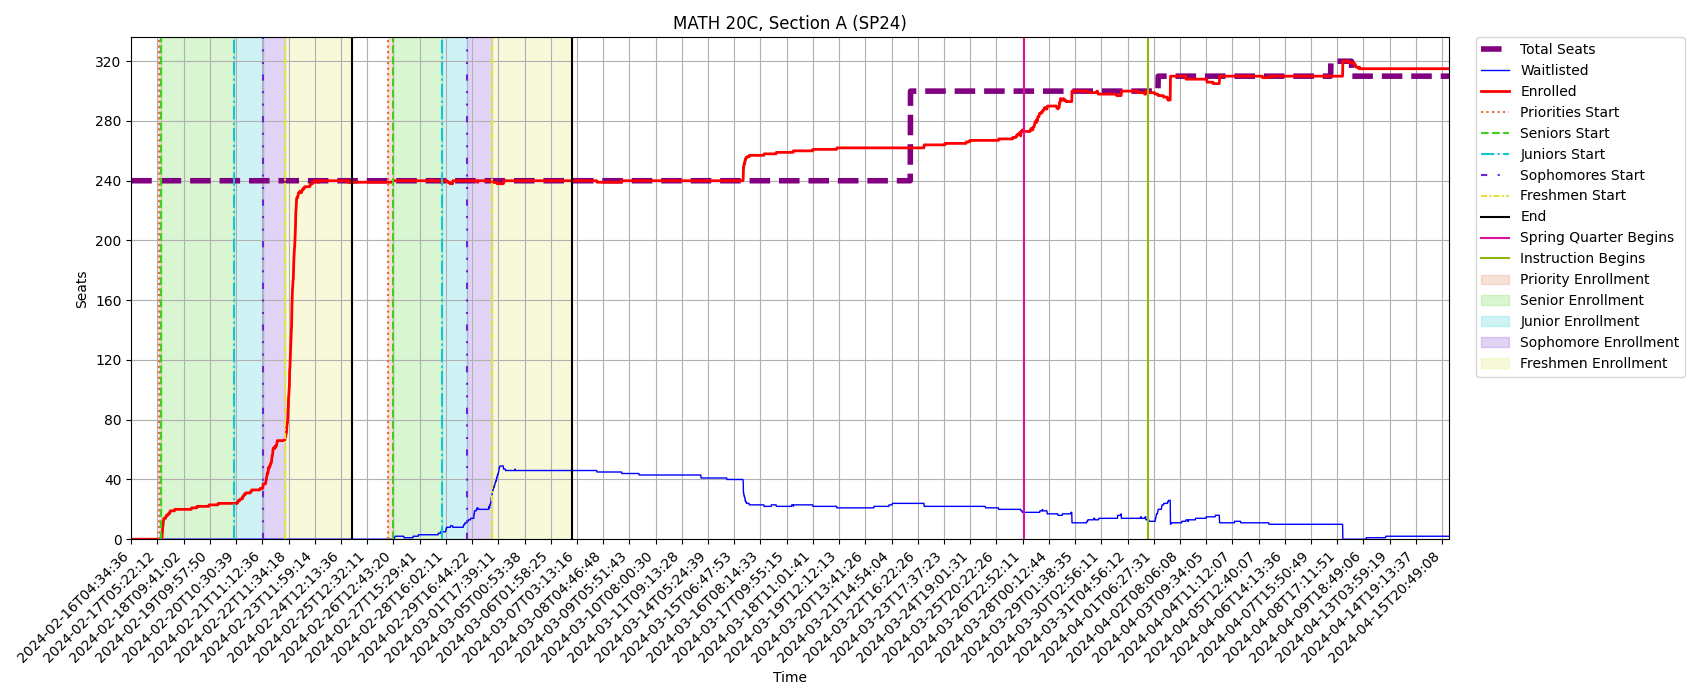 MATH 20C, Section A (SP24)
Seats
320
280
240
200
160
120
80
40
0
2024-02-16T04:34:36
2024-02-17T05:22:12
2024-02-18T09:41:02
2024-02-19T09:57:50
2024-02-20T10:30:39
2024-02-21T11:12:36
2024-02-22T11:34:18
2024-02-23T11:59:14
2024-02-24T12:13:36
2024-02-25T12:32:11
2024-02-26T12:43:20
2024-02-27T15:29:41
2024-02-28T16:02:11
2024-02-29T16:44:22
2024-03-01T17:39:11
2024-03-05T00:53:38
2024-03-06T01:58:25
2024-03-07T03:13:16
2024-03-08T04:46:48
2024-03-09T05:51:43
2024-03-10T08:00:30
2024-03-11T09:13:28
2024-03-14T05:24:39
2024-03-15T06:47:53
2024-03-16T08:14:33
2024-03-17T09:55:15
2024-03-18T11:01:41
2024-03-19T12:12:13
2024-03-20T13:41:26
2024-03-21T14:54:04
2024-03-22T16:22:26
2024-03-23T17:37:23
2024-03-24T19:01:31
2024-03-25T20:22:26
2024-03-26T22:52:11
2024-03-28T00:12:44
2024-03-29T01:38:35
2024-03-30T02:56:11
2024-03-31T04:56:12
2024-04-01T06:27:31
2024-04-02T08:06:08
2024-04-03T09:34:05
2024-04-04T11:12:07
2024-04-05T12:40:07
2024-04-06T14:13:36
2024-04-07T15:50:49
2024-04-08T17:11:51
2024-04-09T18:49:06
2024-04-13T03:59:19
2024-04-14T19:13:37
2024-04-15T20:49:08
Time
Total Seats
Waitlisted
Enrolled
Priorities Start
Seniors Start
Juniors Start
Sophomores Start
Freshmen Start
End
Spring Quarter Begins
Instruction Begins
Priority Enrollment
Senior Enrollment
Junior Enrollment
Sophomore Enrollment
Freshmen Enrollment